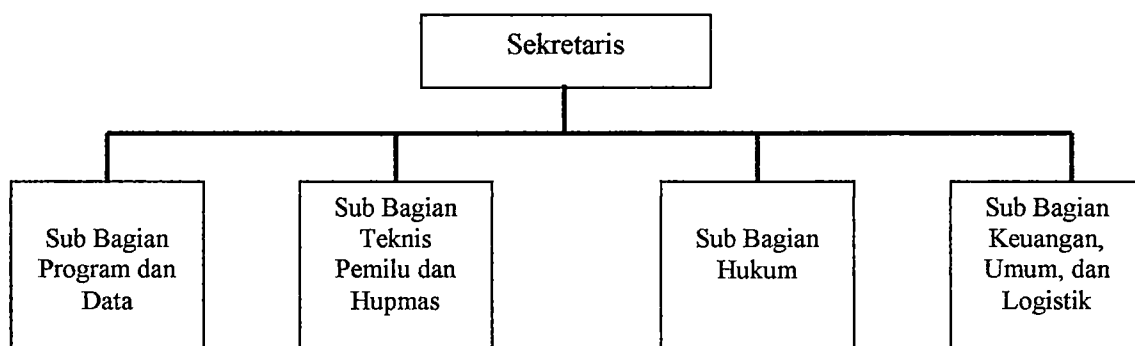 Sekretaris
Sub Bagian
Program dan
Data
Sub Bagian
Teknis
Pemilu dan
Hupmas
Sub Bagian
Hukum
Sub Bagian
Keuangan,
Umum, dan
Logistik